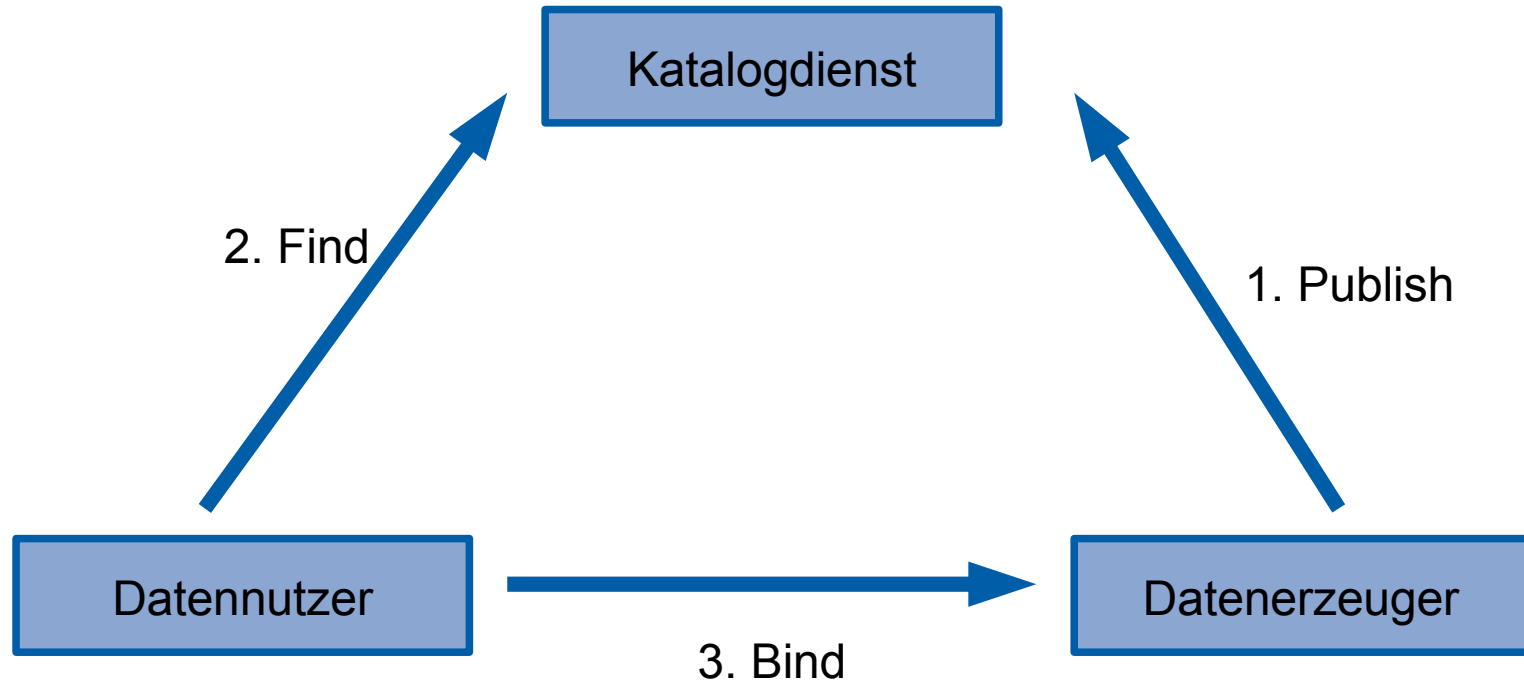 Katalogdienst
2. Find
1. Publish
Datennutzer
Datenerzeuger
3. Bind